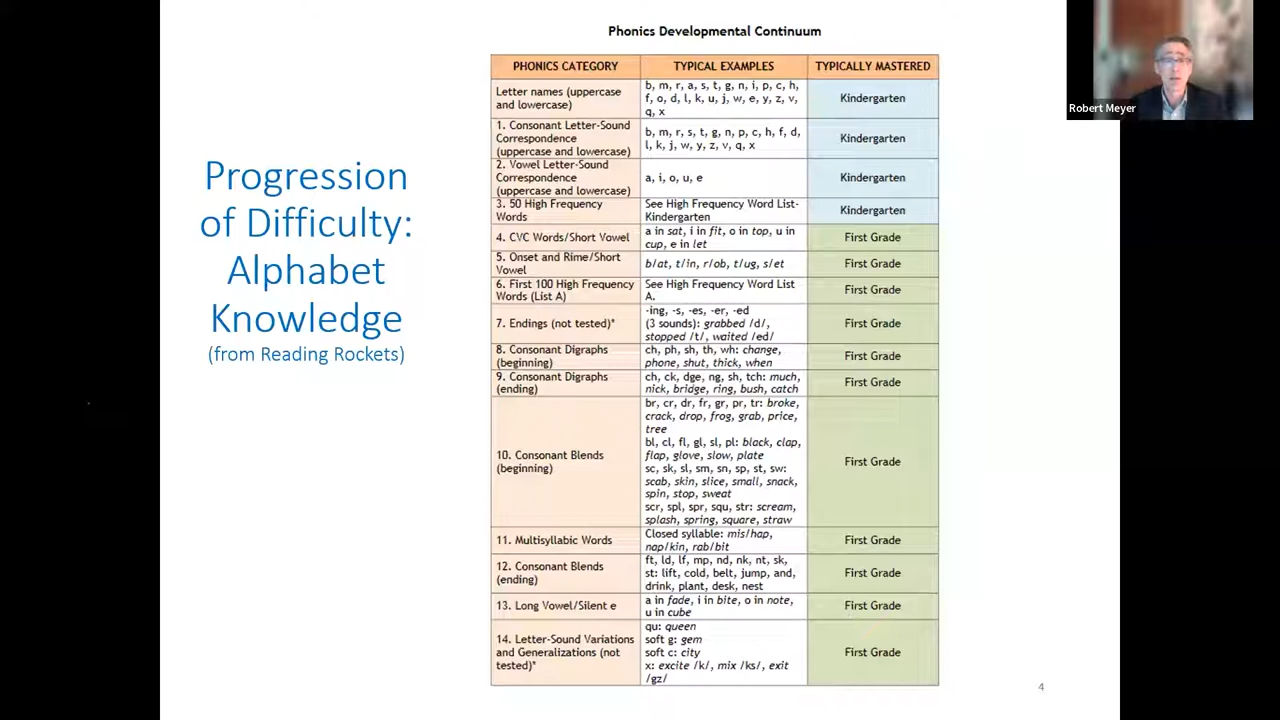 Phonics Developmental Continuum
Robert Meyer
Progression
of Difficulty:
Alphabet
Knowledge
(from Reading Rockets)
PHONICS CATEGORY TYPICAL EXAMPLES TYPICALLY MASTERED
Letter names (uppercase
and lowercase)
b, m, r, a, s, t, g, n, i, p, c, h,
f, o, d, l, k, u, j, w, e, y, z, v,
q, x
Kindergarten
1. Consonant Letter-Sound
Correspondence
(uppercase and lowercase)
b, m, r, s, t, g, n, p, c, h, f, d,
l, k, j, w, y, z, v, q, x
Kindergarten
2. Vowel Letter-Sound
Correspondence
(uppercase and lowercase)
a, i, o, u, e
Kindergarten
3. 50 High Frequency
Words
See High Frequency Word List-
Kindergarten
Kindergarten
4. CVC Words/Short Vowel
a in sat, i in fit, o in top, u in
cup, e in let
First Grade
5. Onset and Rime/Short
Vowel
b/at, t/in, r/ob, t/ug, s/et
First Grade
6. First 100 High Frequency
Words (List A)
See High Frequency Word List
A.
First Grade
7. Endings (not tested)*
-ing, -s, -es, -er, -ed
(3 sounds): grabbed /d/,
stopped /t/, waited /ed/
First Grade
8. Consonant Digraphs
(beginning)
ch, ph, sh, th, wh: change,
phone, shut, thick, when
First Grade
9. Consonant Digraphs
(ending)
ch, ck, dge, ng, sh, tch: much,
nick, bridge, ring, bush, catch
First Grade
10. Consonant Blends
(beginning)
br, cr, dr, fr, gr, pr, tr: broke,
crack, drop, frog, grab, price,
tree
bl, cl, fl, gl, sl, pl: black, clap,
flap, glove, slow, plate
sc, sk, sl, sm, sn, sp, st, sw:
scab, skin, slice, small, snack,
spin, stop, sweat
scr, spl, spr, squ, str: scream,
splash, spring, square, straw
First Grade
11. Multisyllabic Words
Closed syllable: mis/hap,
nap/kin, rab/bit
First Grade
12. Consonant Blends
(ending)
ft, ld, lf, mp, nd, nk, nt, sk,
st: lift, cold, belt, jump, and,
drink, plant, desk, nest
First Grade
13. Long Vowel/Silent e
a in fade, i in bite, o in note,
u in cube
First Grade
14. Letter-Sound Variations
and Generalizations (not
tested)*
qu: queen
soft g: gem
soft c: city
x: excite /k/, mix /ks/, exit
/gz/
First Grade
4